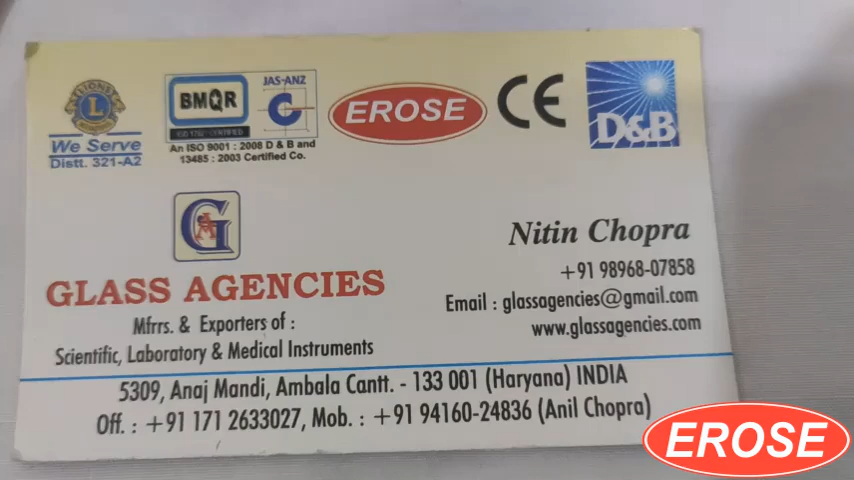 LIONS
L
We Serve
Distt. 321-A2
BMQR
JAS-ANZ
An ISO 9001 : 2008 D & B and
13485 : 2003 Certified Co.
EROSE
CE
D&B
GA
Nitin Chopra
+91 98968-07858
Email : glassagencies@gmail.com
www.glassagencies.com
GLASS AGENCIES
Mfrrs. & Exporters of :
Scientific, Laboratory & Medical Instruments
5309, Anaj Mandi, Ambala Cantt. - 133 001 (Haryana) INDIA
Off. : +91 171 2633027, Mob. : +91 94160-24836 (Anil Chopra)
EROSE